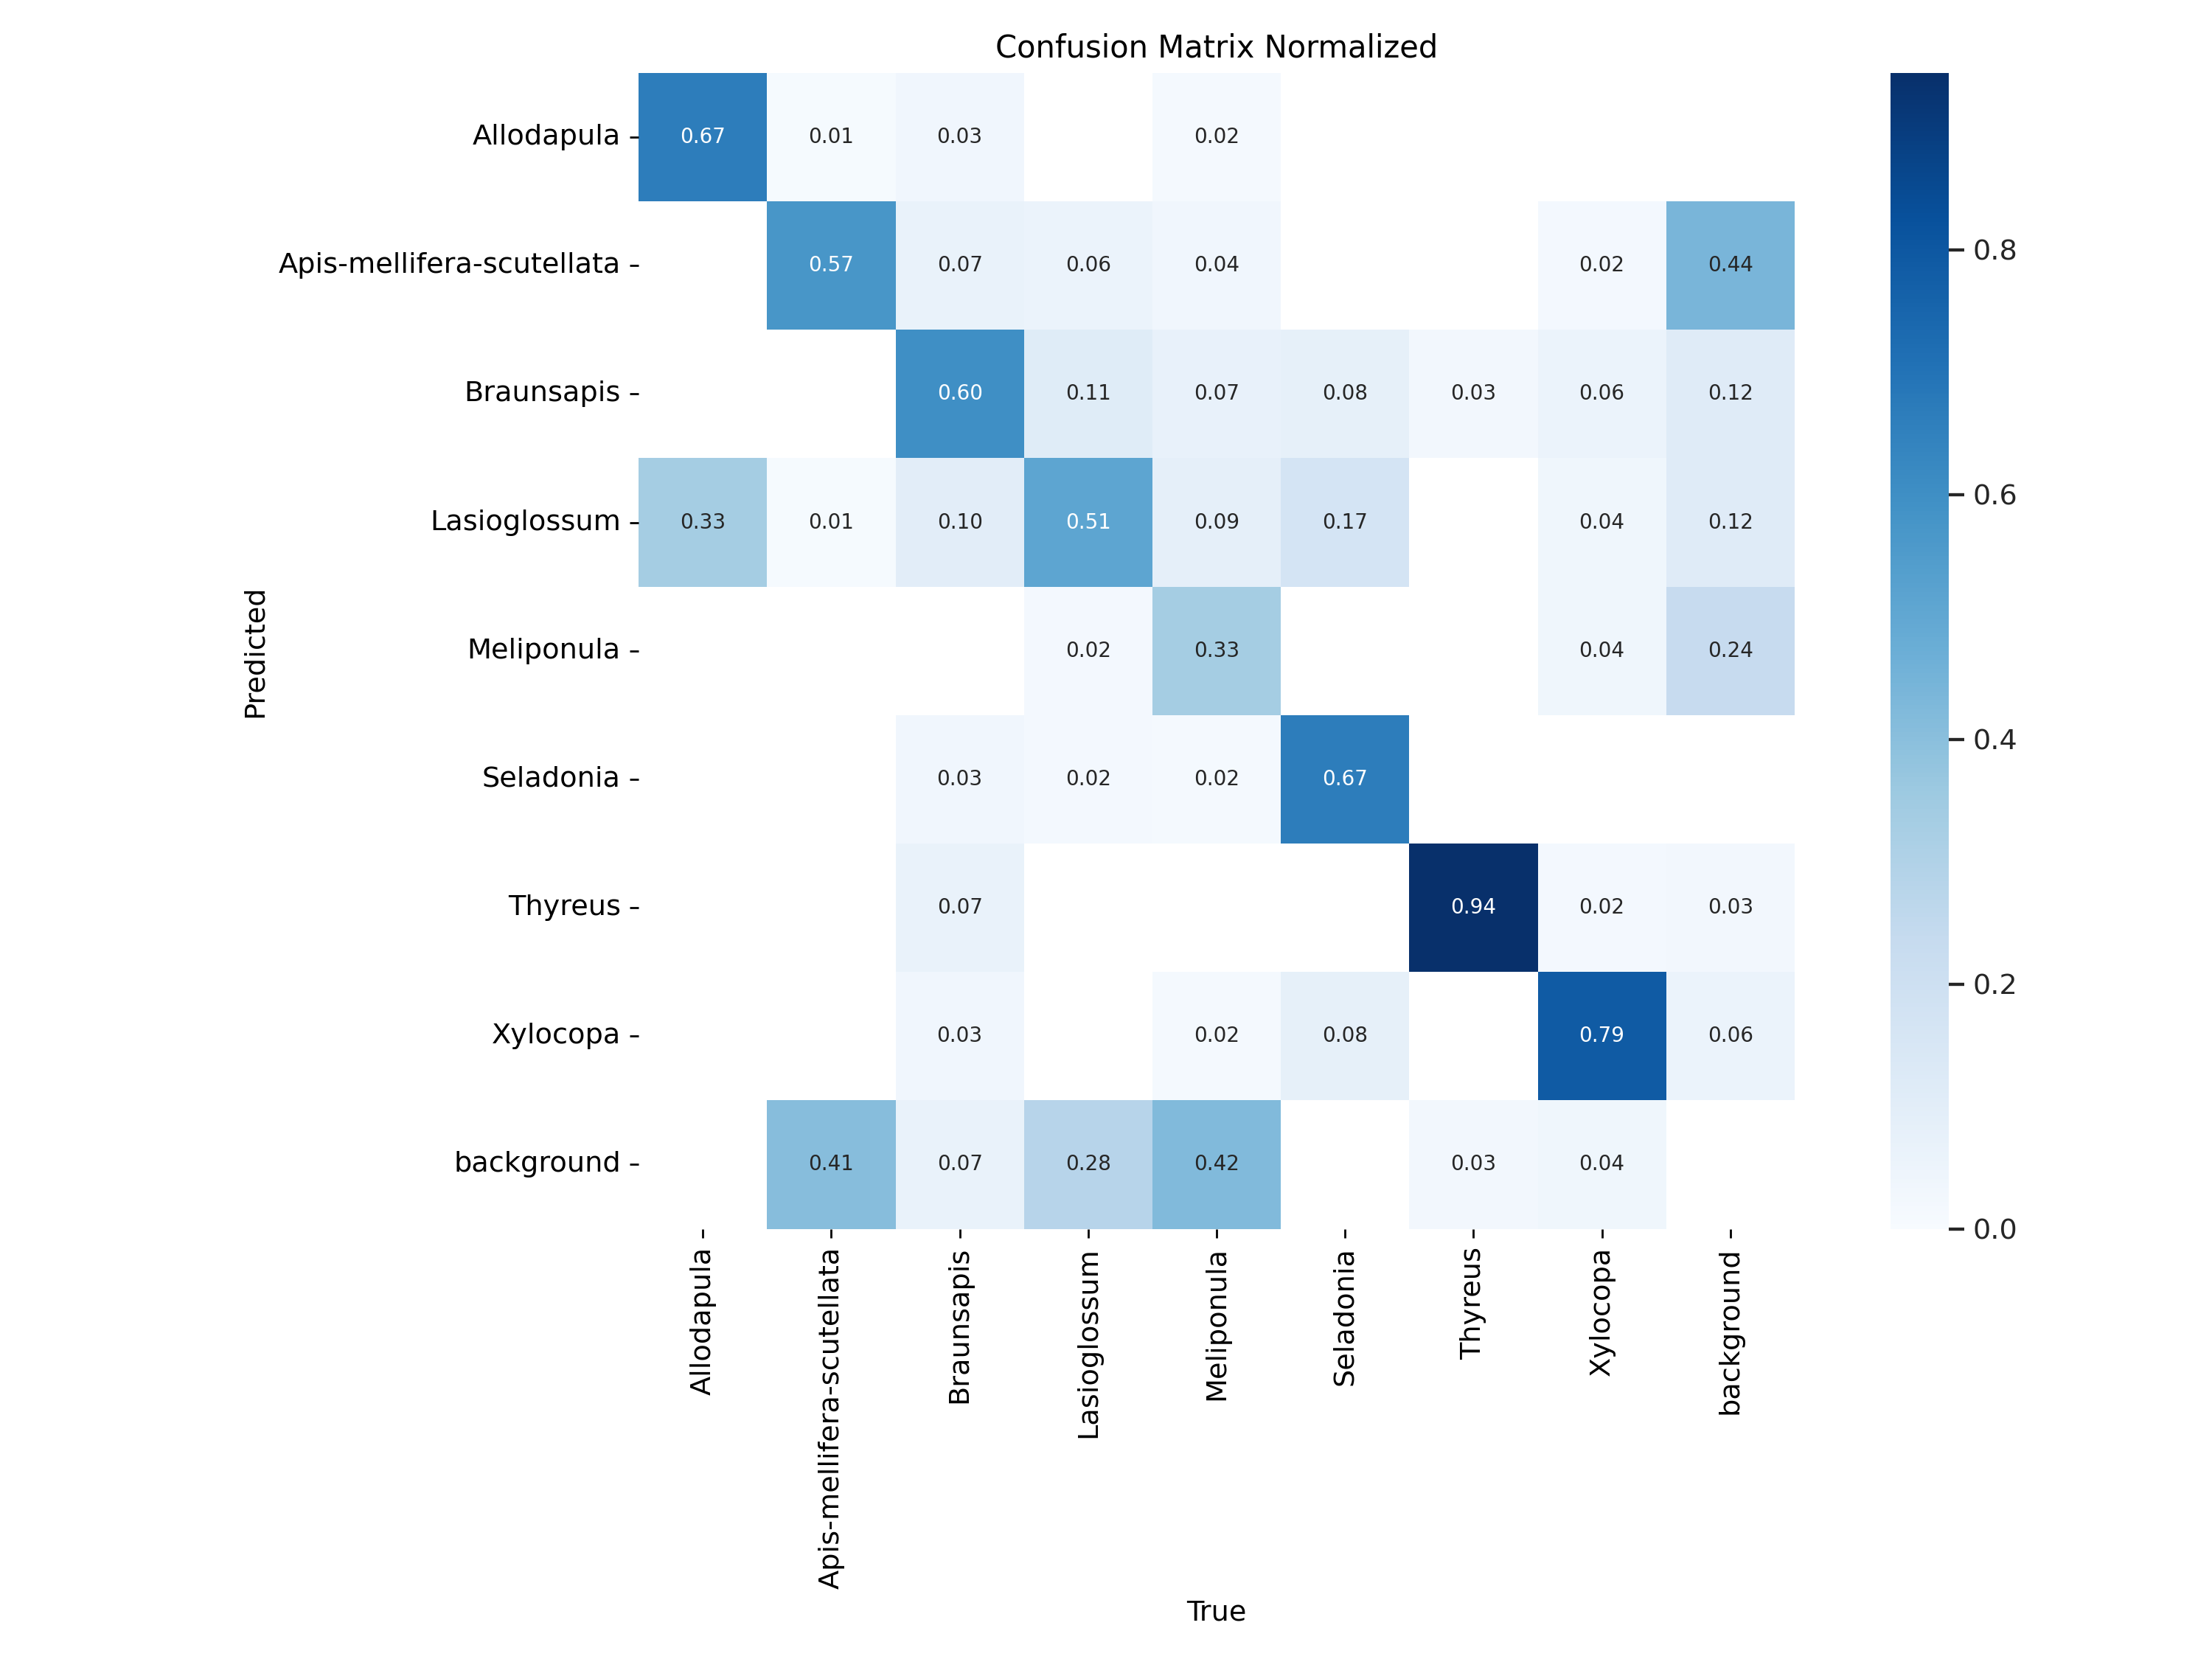 Confusion Matrix Normalized
Allodapula 0.67 0.01 0.03 0.02
Apis-mellifera-scutellata 0.57 0.07 0.06 0.04 0.02 0.44
Braunsapis 0.60 0.11 0.07 0.08 0.03 0.06 0.12
Lasioglossum 0.33 0.01 0.10 0.51 0.09 0.17 0.04 0.12
Meliponula 0.02 0.33 0.04 0.24
Seladonia 0.03 0.02 0.02 0.67
Thyreus 0.07 0.94 0.02 0.03
Xylocopa 0.03 0.02 0.08 0.79 0.06
background 0.41 0.07 0.28 0.42 0.03 0.04
Predicted
Allodapula
Apis-mellifera-scutellata
Braunsapis
Lasioglossum
Meliponula
Seladonia
Thyreus
Xylocopa
background
True
0.8
0.6
0.4
0.2
0.0